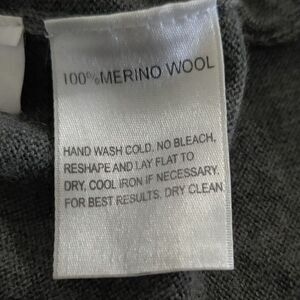 100% MERINO WOOL
HAND WASH COLD. NO BLEACH,
RESHAPE AND LAY FLAT TO
DRY, COOL IRON IF NECESSARY.
FOR BEST RESULTS. DRY CLEAN